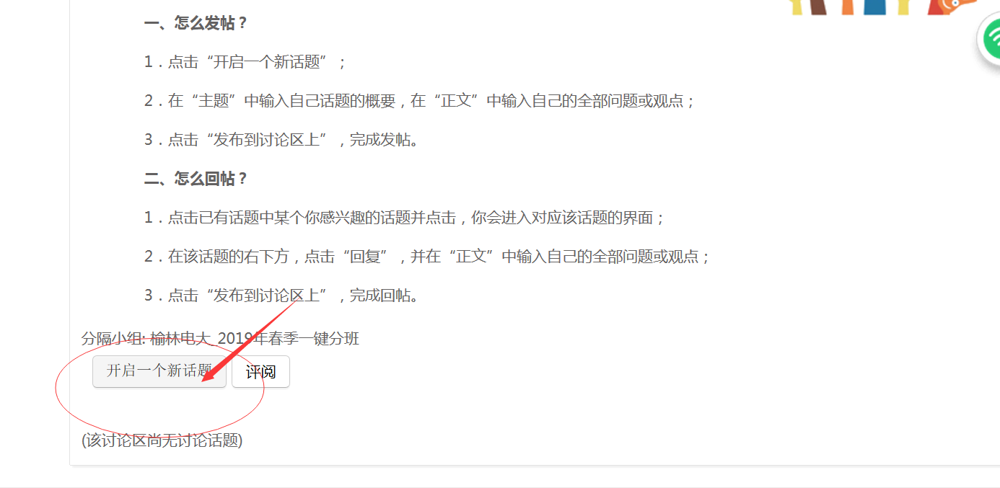 一、怎么发帖？
1．点击“开启一个新话题”；
2．在“主题”中输入自己话题的概要，在“正文”中输入自己的全部问题或观点；
3．点击“发布到讨论区上”，完成发帖。
二、怎么回帖？
1．点击已有话题中某个你感兴趣的话题并点击，你会进入对应该话题的界面；
2．在该话题的右下方，点击“回复”，并在“正文”中输入自己的全部问题或观点；
3．点击“发布到讨论区上”，完成回帖。
分隔小组: 榆林电大_2019年春季一键分班
开启一个新话题 评阅
(该讨论区尚无讨论话题)